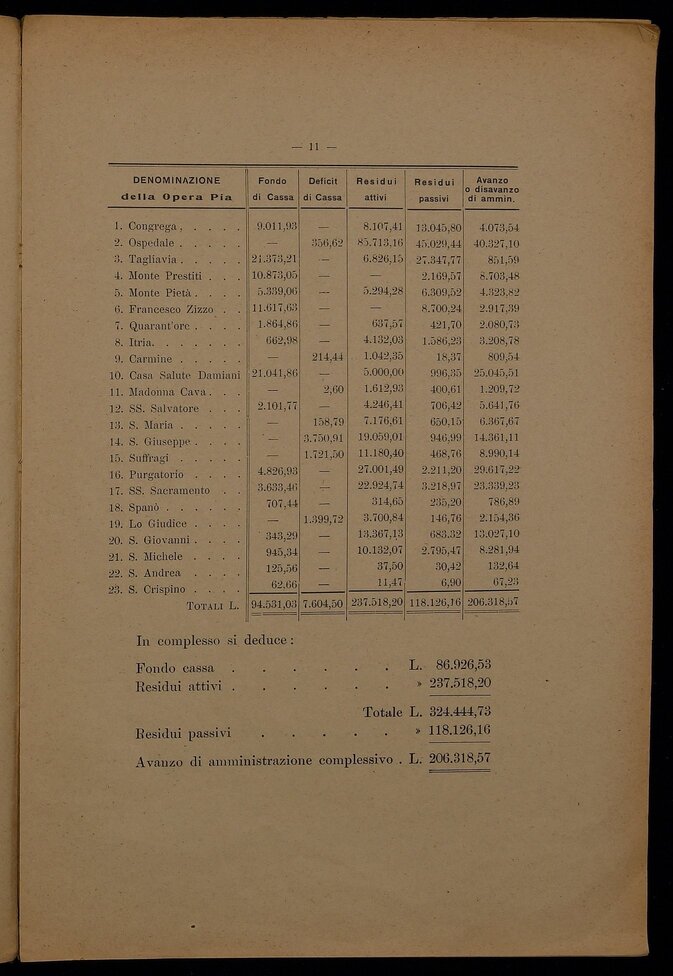 — 11 —
DENOMINAZIONE della Opera Pia | Fondo di Cassa | Deficit di Cassa | Residui attivi | Residui passivi | Avanzo o disavanzo di ammin.
1. Congrega . . . . . 9.011,93 — 8.107,41 13.045,80 4.073,54
2. Ospedale . . . . . — 356,62 85.713,16 45.029,44 40.327,10
3. Tagliavia . . . . . 21.373,21 — 6.826,15 27.347,77 851,59
4. Monte Prestiti . . . 10.873,05 — — 2.169,57 8.703,48
5. Monte Pietà . . . . 5.339,06 — 5.294,28 6.309,52 4.323,82
6. Francesco Zizzo . . 11.617,63 — — 8.700,24 2.917,39
7. Quarant'ore . . . . 1.864,86 — 637,57 421,70 2.080,73
8. Itria . . . . . . . 662,98 — 4.132,03 1.586,23 3.208,78
9. Carmine . . . . . — 214,44 1.042,35 18,37 809,54
10. Casa Salute Damiani 21.041,86 — 5.000,00 996,35 25.045,51
11. Madonna Cava . . . — 2,60 1.612,93 400,61 1.209,72
12. SS. Salvatore . . . 2.101,77 — 4.246,41 706,42 5.641,76
13. S. Maria . . . . . — 158,79 7.176,61 650,15 6.367,67
14. S. Giuseppe . . . . — 3.750,91 19.059,01 946,99 14.361,11
15. Suffragi . . . . . — 1.721,50 11.180,40 468,76 8.990,14
16. Purgatorio . . . . 4.826,93 — 27.001,49 2.211,20 29.617,22
17. SS. Sacramento . . 3.633,46 — 22.924,74 3.218,97 23.339,23
18. Spanò . . . . . . 707,44 — 314,65 235,20 786,89
19. Lo Giudice . . . . — 1.399,72 3.700,84 146,76 2.154,36
20. S. Giovanni . . . . 343,29 — 13.367,13 683.32 13.027,10
21. S. Michele . . . . 945,34 — 10.132,07 2.795,47 8.281,94
22. S. Andrea . . . . 125,56 — 37,50 30,42 132,64
23. S. Crispino . . . . 62,66 — 11,47 6,90 67,23
TOTALI L. 94.531,03 7.604,50 237.518,20 118.126,16 206.318,57
In complesso si deduce :
Fondo cassa . . . . . . L. 86.926,53
Residui attivi . . . . . . » 237.518,20
Totale L. 324.444,73
Residui passivi . . . . . » 118.126,16
Avanzo di amministrazione complessivo . L. 206.318,57